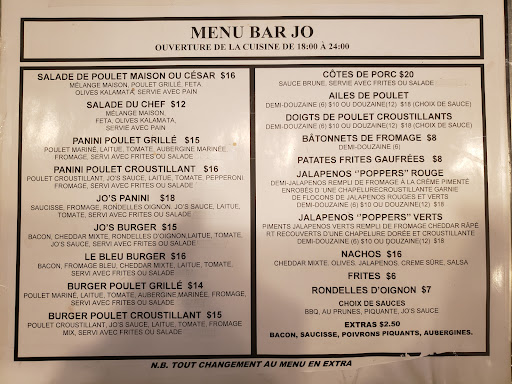 MENU BAR JO
OUVERTURE DE LA CUISINE DE 18:00 À 24:00
SALADE DE POULET MAISON OU CÉSAR $16
MÉLANGE MAISON, POULET GRILLÉ, FETA
OLIVES KALAMATA, SERVIE AVEC PAIN
SALADE DU CHEF $12
MÉLANGE MAISON,
FETA, OLIVES KALAMATA,
SERVIE AVEC PAIN
PANINI POULET GRILLÉ $15
POULET MARINÉ, LAITUE, TOMATE, AUBERGINE MARINÉE,
FROMAGE, SERVI AVEC FRITES OU SALADE
PANINI POULET CROUSTILLANT $16
POULET CROUSTILLANT, JO'S SAUCE, LAITUE, TOMATE, PEPPERONI
FROMAGE, SERVI AVEC FRITES OU SALADE
JO'S PANINI $18
SAUCISSE, FROMAGE, RONDELLES OIGNON, JO'S SAUCE, LAITUE,
TOMATE, SERVI AVEC FRITES OU SALADE
JO'S BURGER $15
BACON, CHEDDAR MIXTE, RONDELLES D'OIGNON, LAITUE, TOMATE,
JO'S SAUCE, SERVI AVEC FRITES OU SALADE
LE BLEU BURGER $16
BACON, FROMAGE BLEU, CHEDDAR MIXTE, LAITUE, TOMATE,
SERVI AVEC FRITES OU SALADE
BURGER POULET GRILLÉ $14
POULET MARINÉ, LAITUE, TOMATE, AUBERGINE MARINÉE, FROMAGE,
SERVI AVEC FRITES OU SALADE
BURGER POULET CROUSTILLANT $15
POULET CROUSTILLANT, JO'S SAUCE, LAITUE, TOMATE, FROMAGE
MIX, SERVI AVEC FRITES OU SALADE
CÔTES DE PORC $20
SAUCE BRUNE, SERVIE AVEC FRITES OU SALADE
AILES DE POULET
DEMI-DOUZAINE (6) $10 OU DOUZAINE(12) $18 (CHOIX DE SAUCE)
DOIGTS DE POULET CROUSTILLANTS
DEMI-DOUZAINE (6) $10 OU DOUZAINE(12) $18 (CHOIX DE SAUCE)
BÂTONNETS DE FROMAGE $8
DEMI-DOUZAINE (6)
PATATES FRITES GAUFRÉES $8
JALAPENOS "POPPERS" ROUGE
DEMI-JALAPENOS REMPLI DE FROMAGE À LA CRÈME PIMENTÉ
ENROBÉS D'UNE CHAPELURE CROUSTILLANTE GARNIE
DE FLOCONS DE JALAPENOS ROUGES ET VERTS
DEMI-DOUZAINE (6) $10 OU DOUZAINE(12) $18
JALAPENOS "POPPERS" VERTS
PIMENTS JALAPENOS VERTS REMPLI DE FROMAGE CHEDDAR RÂPÉ
RT RECOUVERTS D'UNE CHAPELURE DORÉE ET CROUSTILLANTE
DEMI-DOUZAINE (6) $10 OU DOUZAINE(12) $18
NACHOS $16
CHEDDAR MIXTE, OLIVES, JALAPENOS, CREME SÛRE, SALSA
FRITES $6
RONDELLES D'OIGNON $7
CHOIX DE SAUCES
BBQ, AU PRUNES, PIQUANTE, JO'S SAUCE
EXTRAS $2.50
BACON, SAUCISSE, POIVRONS PIQUANTS, AUBERGINES.
N.B. TOUT CHANGEMENT AU MENU EN EXTRA